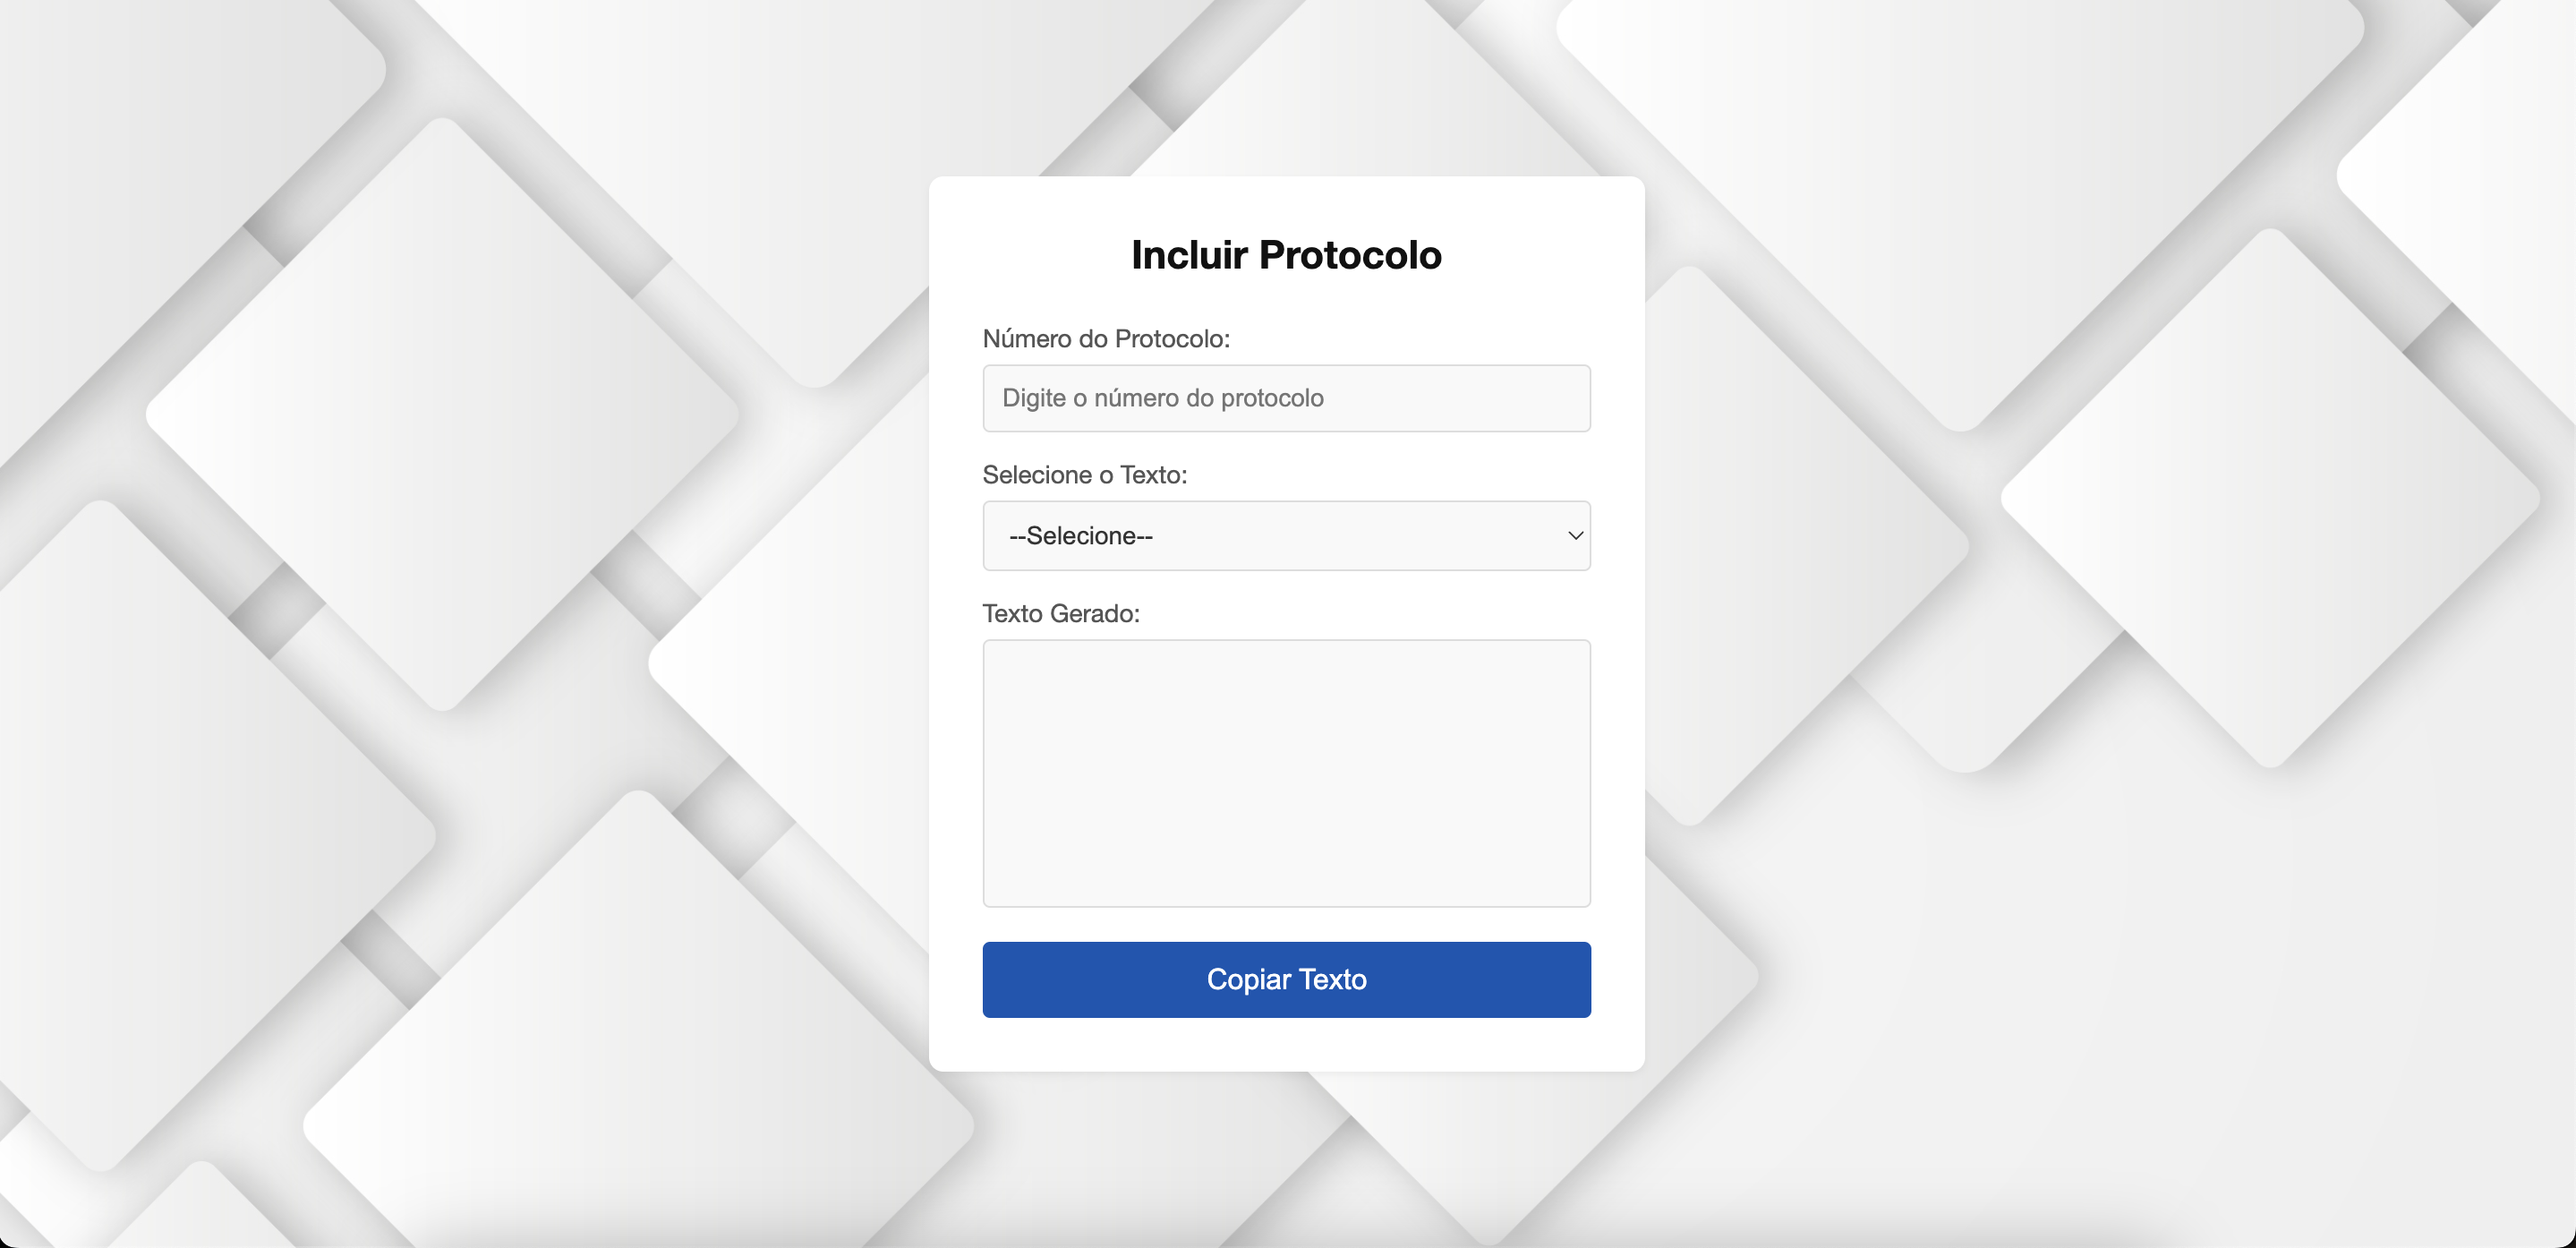 Incluir Protocolo
Número do Protocolo:
Digite o número do protocolo
Selecione o Texto:
--Selecione--
Texto Gerado:
Copiar Texto